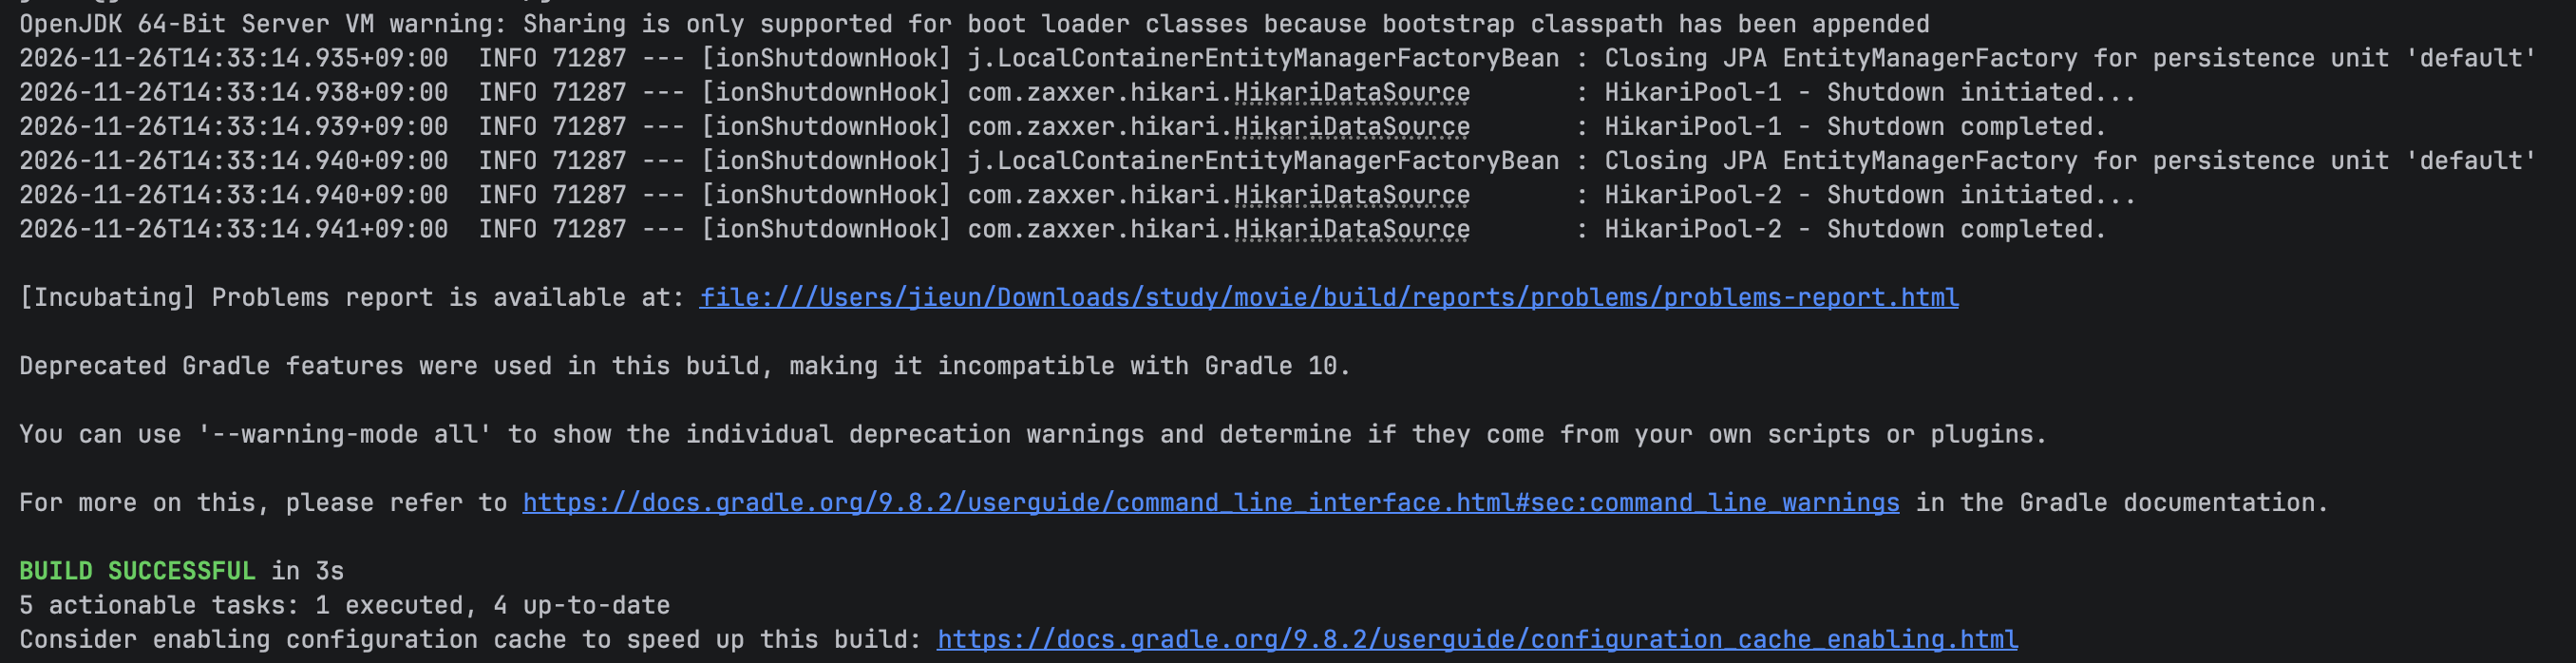 OpenJDK 64-Bit Server VM warning: Sharing is only supported for boot loader classes because bootstrap classpath has been appended
2026-11-26T14:33:14.935+09:00  INFO 71287 --- [ionShutdownHook] j.LocalContainerEntityManagerFactoryBean : Closing JPA EntityManagerFactory for persistence unit 'default'
2026-11-26T14:33:14.938+09:00  INFO 71287 --- [ionShutdownHook] com.zaxxer.hikari.HikariDataSource       : HikariPool-1 - Shutdown initiated...
2026-11-26T14:33:14.939+09:00  INFO 71287 --- [ionShutdownHook] com.zaxxer.hikari.HikariDataSource       : HikariPool-1 - Shutdown completed.
2026-11-26T14:33:14.940+09:00  INFO 71287 --- [ionShutdownHook] j.LocalContainerEntityManagerFactoryBean : Closing JPA EntityManagerFactory for persistence unit 'default'
2026-11-26T14:33:14.940+09:00  INFO 71287 --- [ionShutdownHook] com.zaxxer.hikari.HikariDataSource       : HikariPool-2 - Shutdown initiated...
2026-11-26T14:33:14.941+09:00  INFO 71287 --- [ionShutdownHook] com.zaxxer.hikari.HikariDataSource       : HikariPool-2 - Shutdown completed.
[Incubating] Problems report is available at: file:///Users/jieun/Downloads/study/movie/build/reports/problems/problems-report.html
Deprecated Gradle features were used in this build, making it incompatible with Gradle 10.
You can use '--warning-mode all' to show the individual deprecation warnings and determine if they come from your own scripts or plugins.
For more on this, please refer to https://docs.gradle.org/9.8.2/userguide/command_line_interface.html#sec:command_line_warnings in the Gradle documentation.
BUILD SUCCESSFUL in 3s
5 actionable tasks: 1 executed, 4 up-to-date
Consider enabling configuration cache to speed up this build: https://docs.gradle.org/9.8.2/userguide/configuration_cache_enabling.html